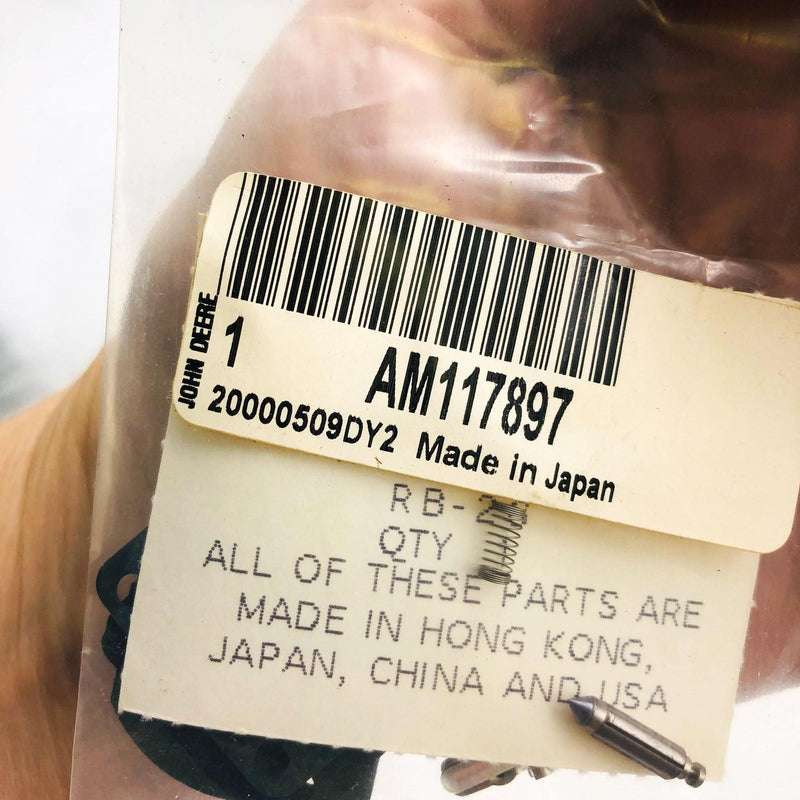 JOHN DEERE
1
AM117897
20000509DY2 Made in Japan
RB-
QTY
ALL OF THESE PARTS ARE
MADE IN HONG KONG,
JAPAN, CHINA AND USA